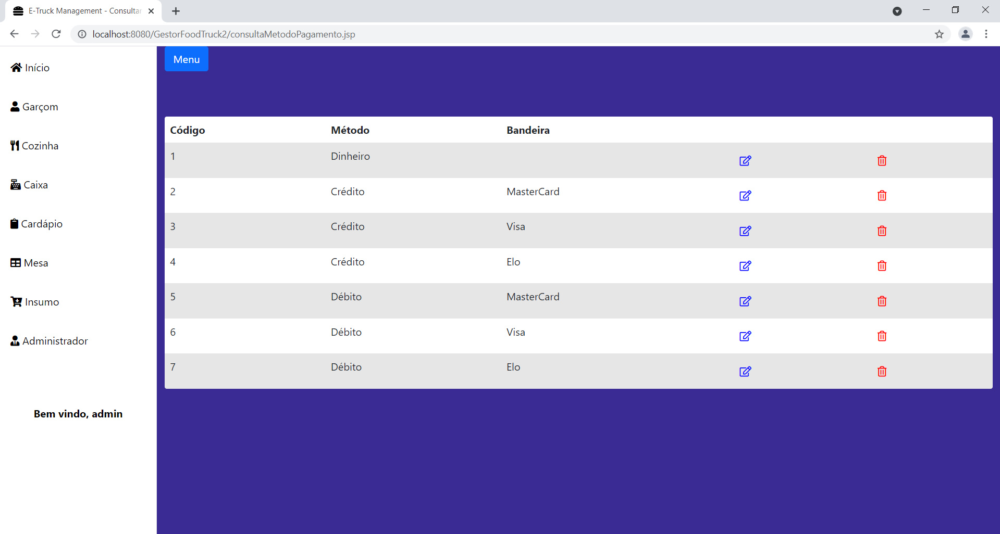 E-Truck Management - Consultar
localhost:8080/GestorFoodTruck2/consultaMetodoPagamento.jsp
Início
Garçom
Cozinha
Caixa
Cardápio
Mesa
Insumo
Administrador
Bem vindo, admin
Menu
Código Método Bandeira
1 Dinheiro
2 Crédito MasterCard
3 Crédito Visa
4 Crédito Elo
5 Débito MasterCard
6 Débito Visa
7 Débito Elo